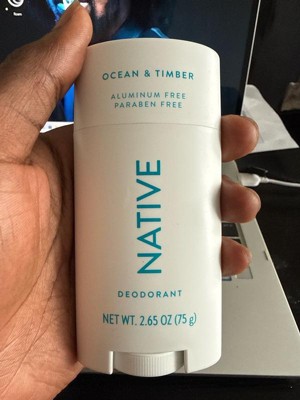 OCEAN & TIMBER
ALUMINUM FREE
PARABEN FREE
NATIVE
DEODORANT
NET WT. 2.65 OZ (75 g)